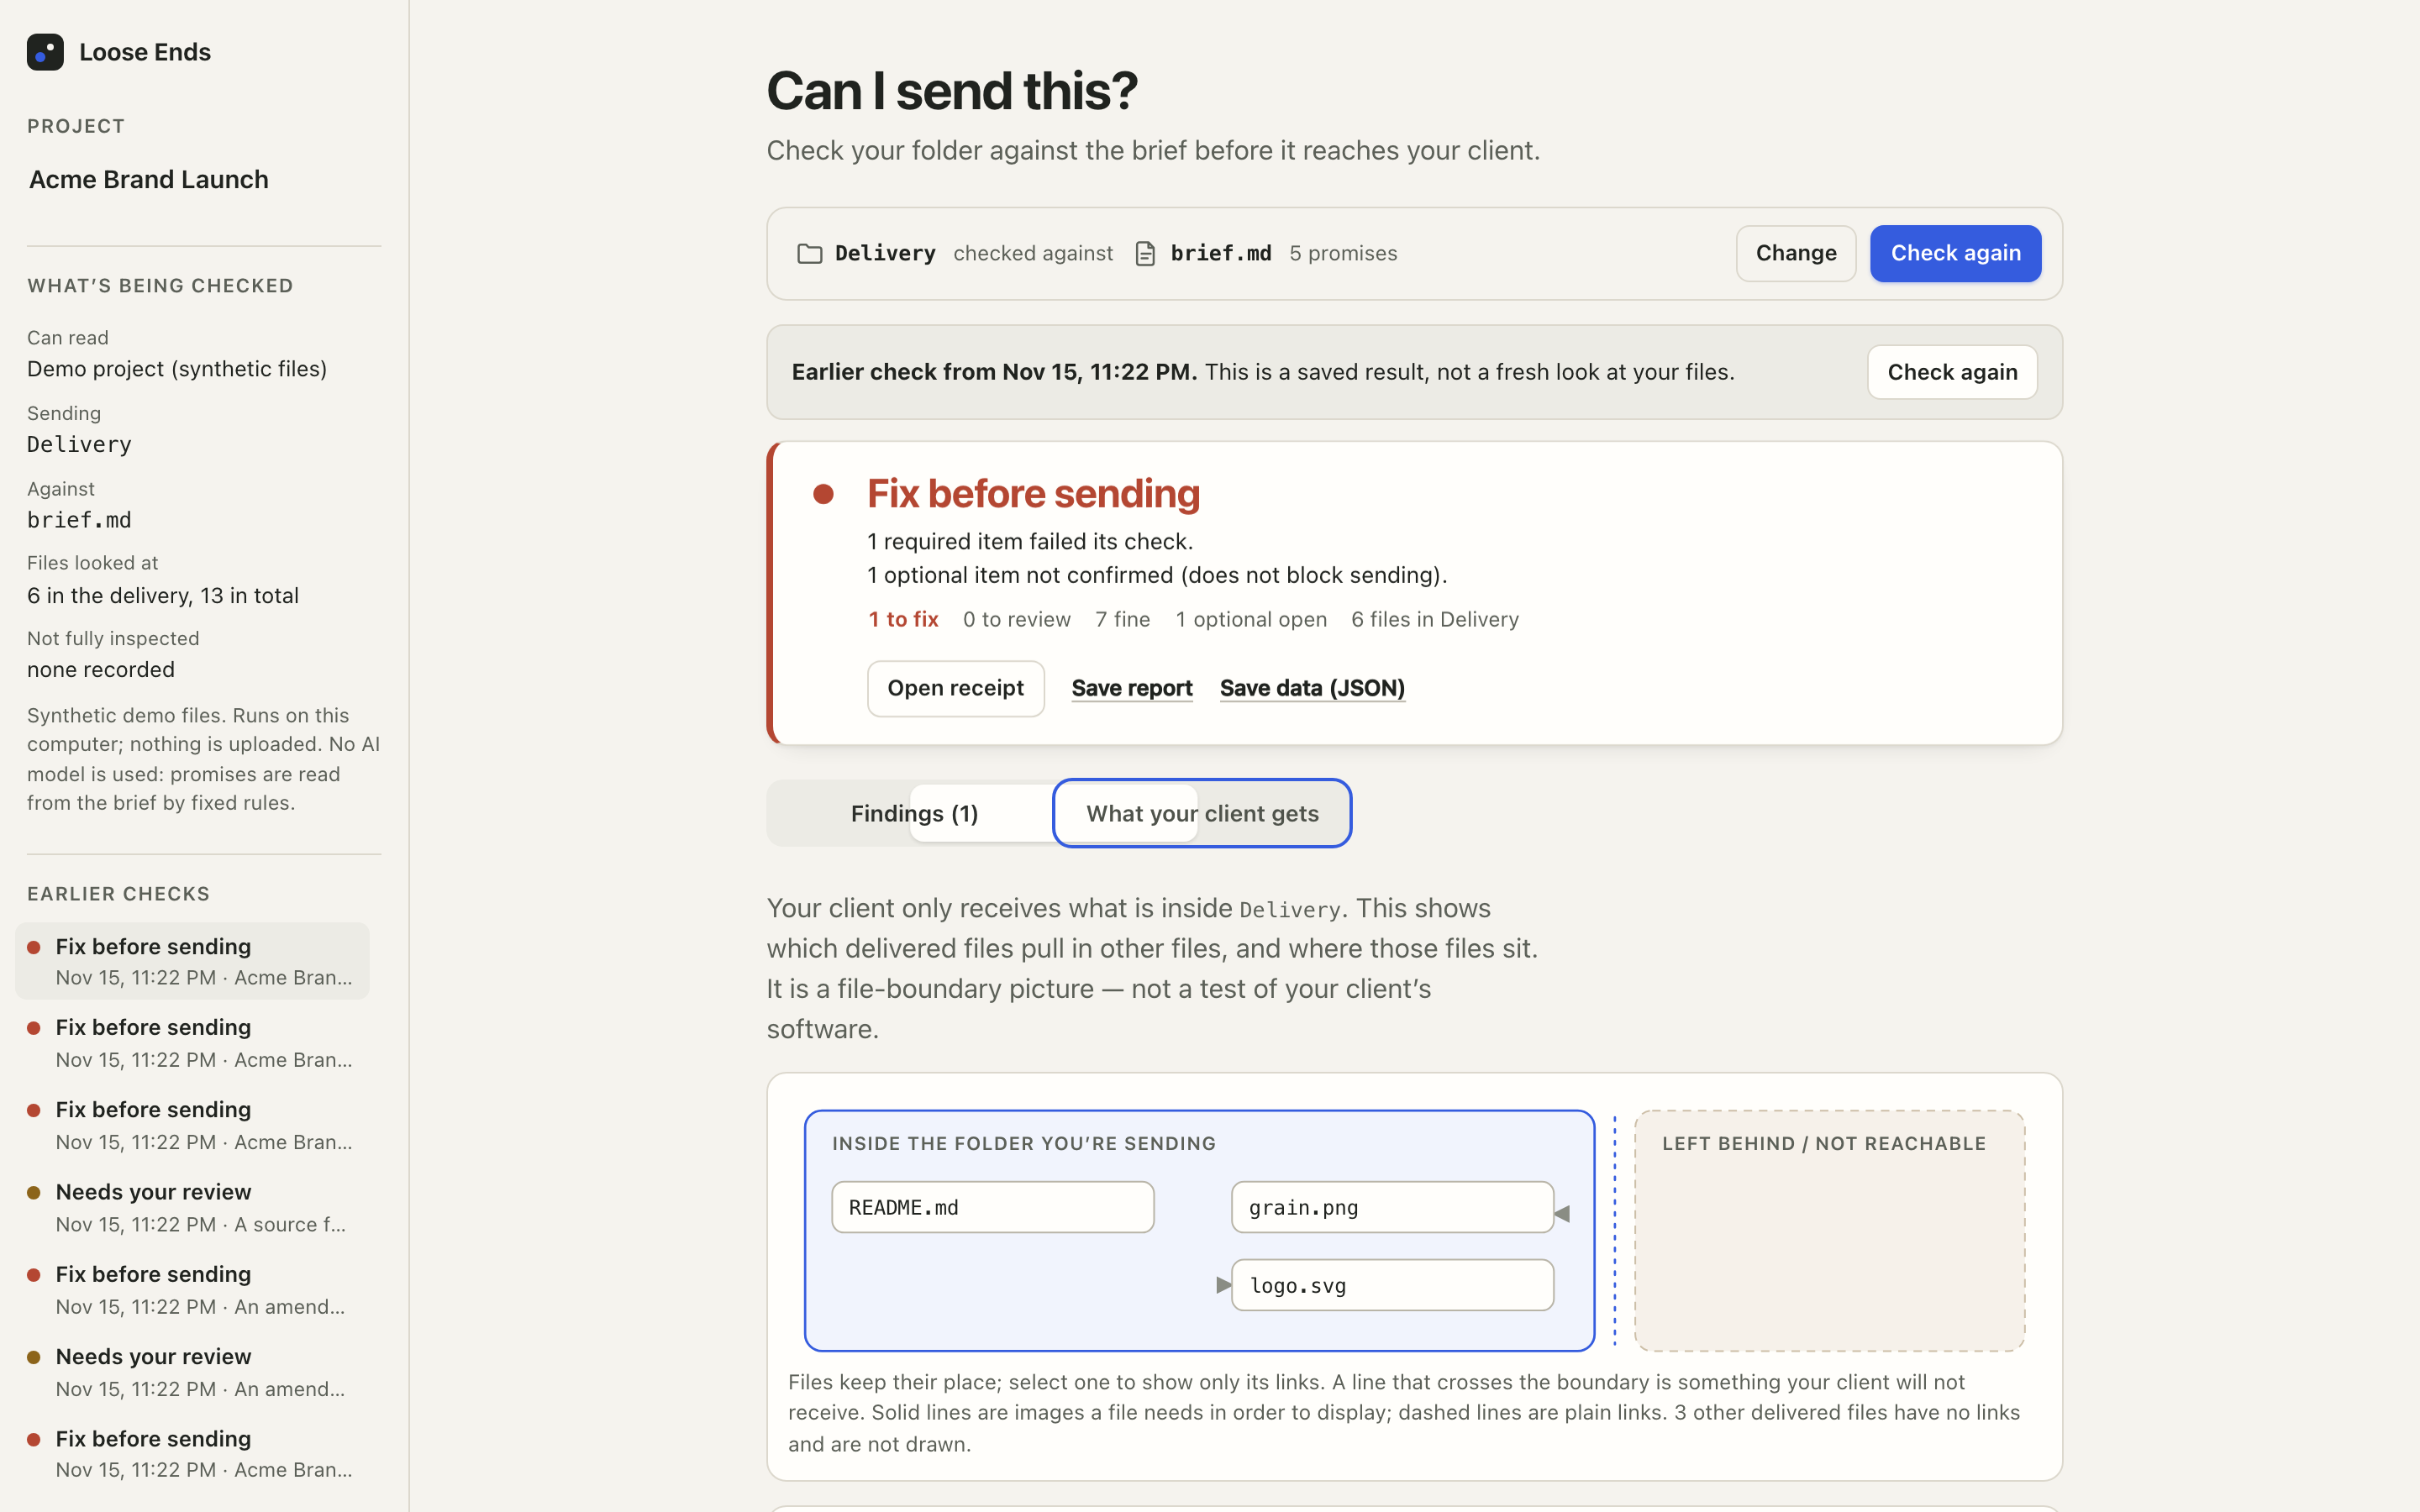 Loose Ends
PROJECT
Acme Brand Launch
WHAT’S BEING CHECKED
Can read
Demo project (synthetic files)
Sending
Delivery
Against
brief.md
Files looked at
6 in the delivery, 13 in total
Not fully inspected
none recorded
Synthetic demo files. Runs on this
computer; nothing is uploaded. No AI
model is used: promises are read
from the brief by fixed rules.
EARLIER CHECKS
Fix before sending
Nov 15, 11:22 PM · Acme Bran...
Fix before sending
Nov 15, 11:22 PM · Acme Bran...
Fix before sending
Nov 15, 11:22 PM · Acme Bran...
Needs your review
Nov 15, 11:22 PM · A source f...
Fix before sending
Nov 15, 11:22 PM · An amend...
Needs your review
Nov 15, 11:22 PM · An amend...
Fix before sending
Nov 15, 11:22 PM · Acme Bran...
Can I send this?
Check your folder against the brief before it reaches your client.
Delivery checked against brief.md 5 promises Change Check again
Earlier check from Nov 15, 11:22 PM. This is a saved result, not a fresh look at your files. Check again
Fix before sending
1 required item failed its check.
1 optional item not confirmed (does not block sending).
1 to fix 0 to review 7 fine 1 optional open 6 files in Delivery
Open receipt Save report Save data (JSON)
Findings (1) What your client gets
Your client only receives what is inside Delivery. This shows
which delivered files pull in other files, and where those files sit.
It is a file-boundary picture — not a test of your client’s
software.
INSIDE THE FOLDER YOU’RE SENDING LEFT BEHIND / NOT REACHABLE
README.md grain.png
logo.svg
Files keep their place; select one to show only its links. A line that crosses the boundary is something your client will not
receive. Solid lines are images a file needs in order to display; dashed lines are plain links. 3 other delivered files have no links
and are not drawn.